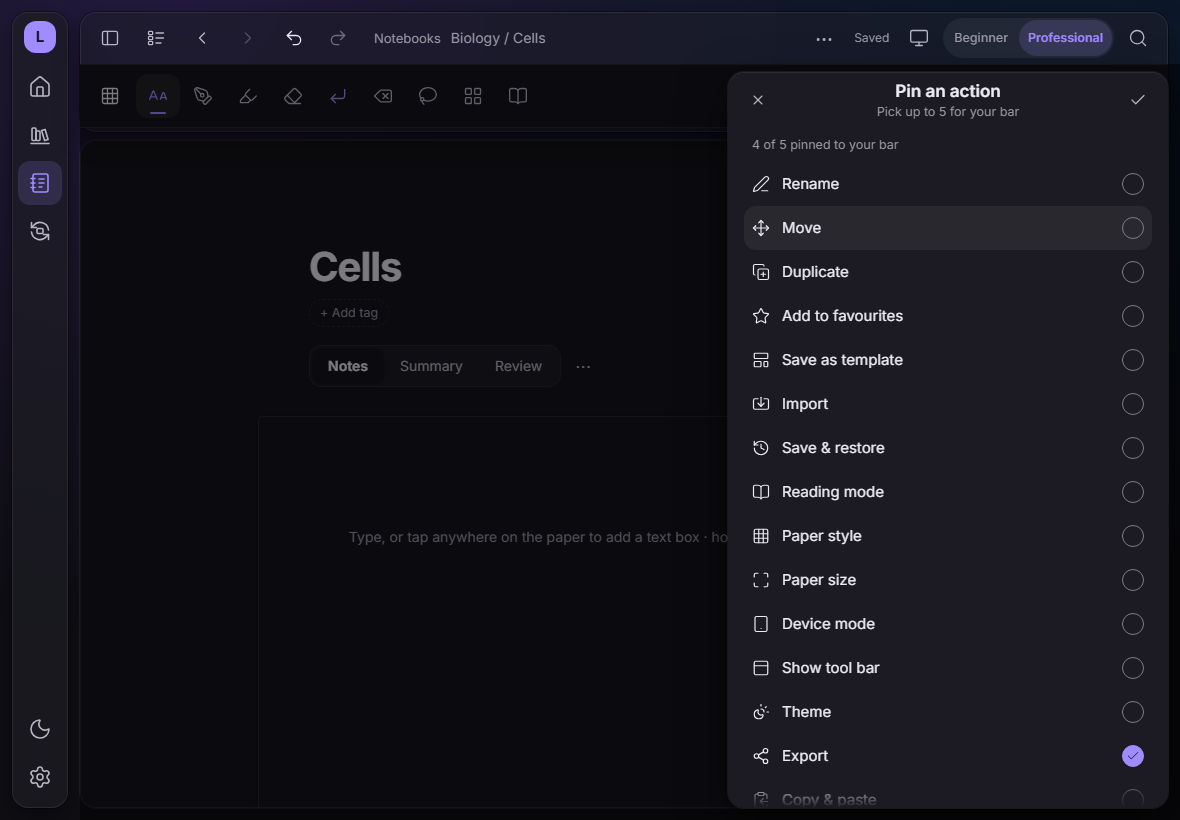 L
Notebooks Biology / Cells
Saved
Beginner Professional
AA
Cells
+ Add tag
Notes Summary Review
Type, or tap anywhere on the paper to add a text box · ho
Pin an action
Pick up to 5 for your bar
4 of 5 pinned to your bar
Rename
Move
Duplicate
Add to favourites
Save as template
Import
Save & restore
Reading mode
Paper style
Paper size
Device mode
Show tool bar
Theme
Export
Copy & paste